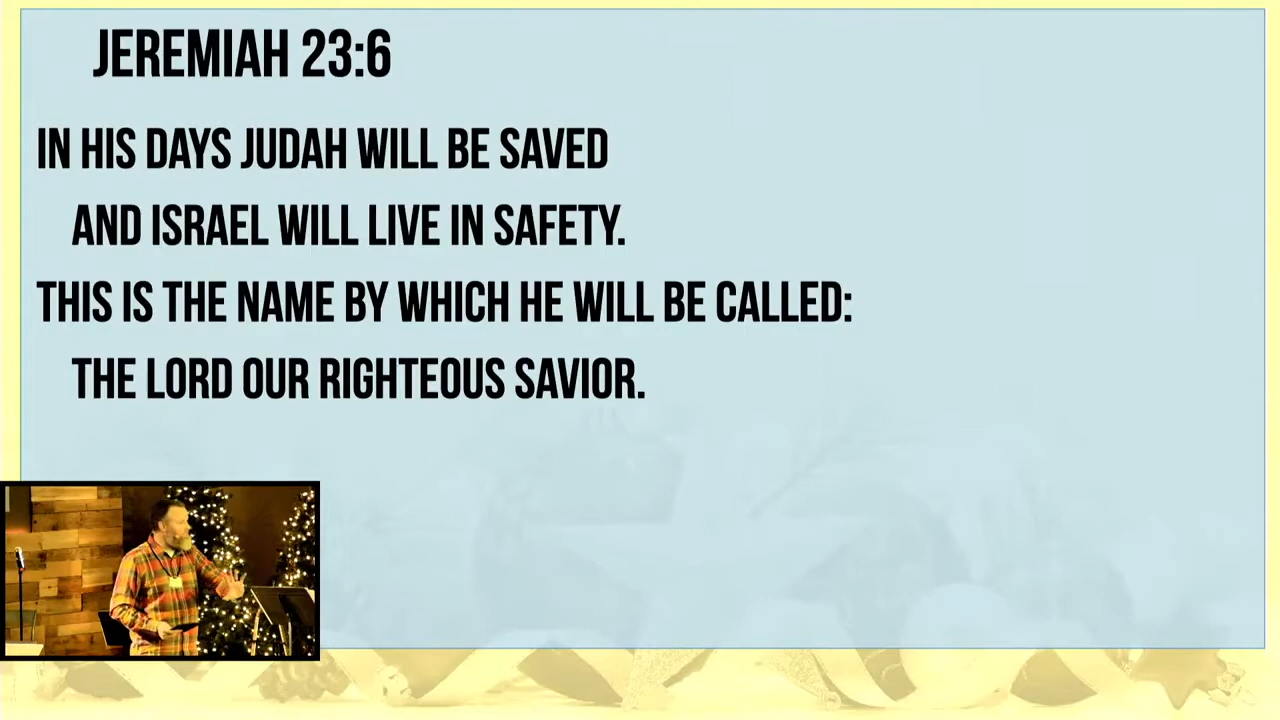 JEREMIAH 23:6
IN HIS DAYS JUDAH WILL BE SAVED
AND ISRAEL WILL LIVE IN SAFETY.
THIS IS THE NAME BY WHICH HE WILL BE CALLED:
THE LORD OUR RIGHTEOUS SAVIOR.